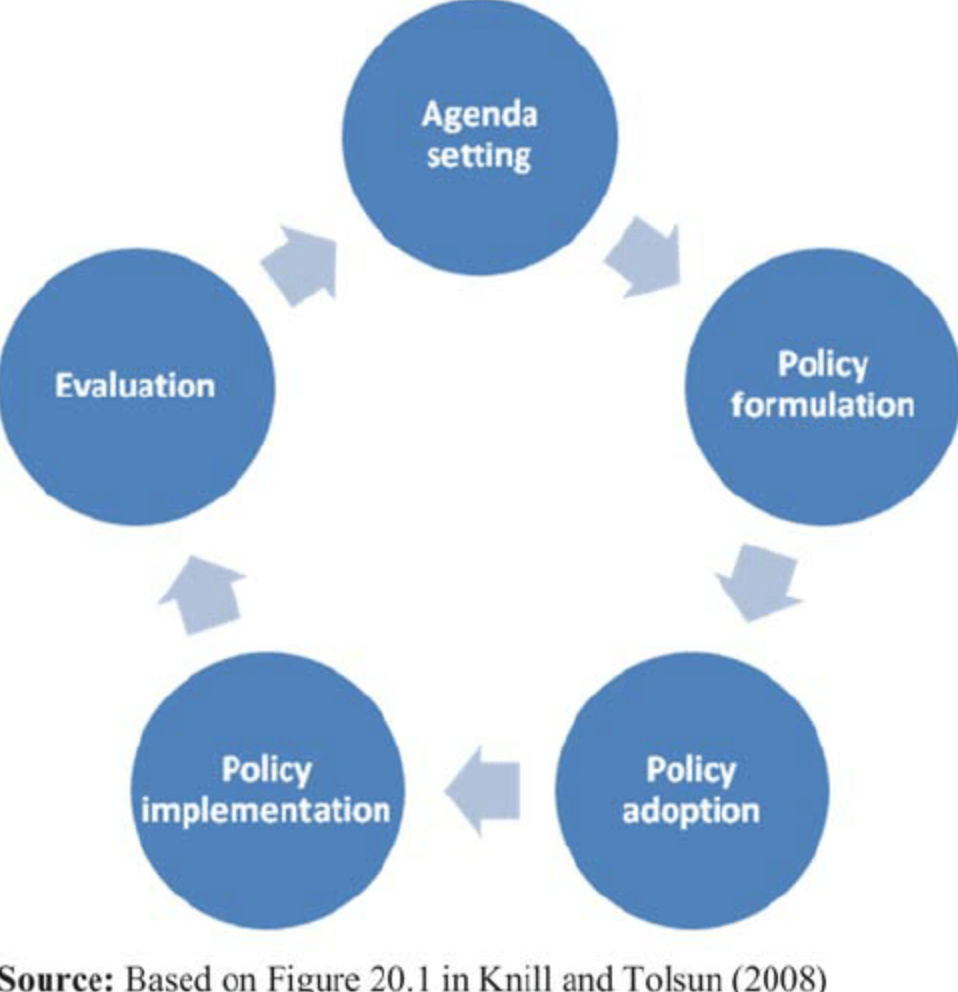 Agenda
setting
Policy
formulation
Policy
adoption
Policy
implementation
Evaluation
Source: Based on Figure 20.1 in Knill and Tolsun (2008)